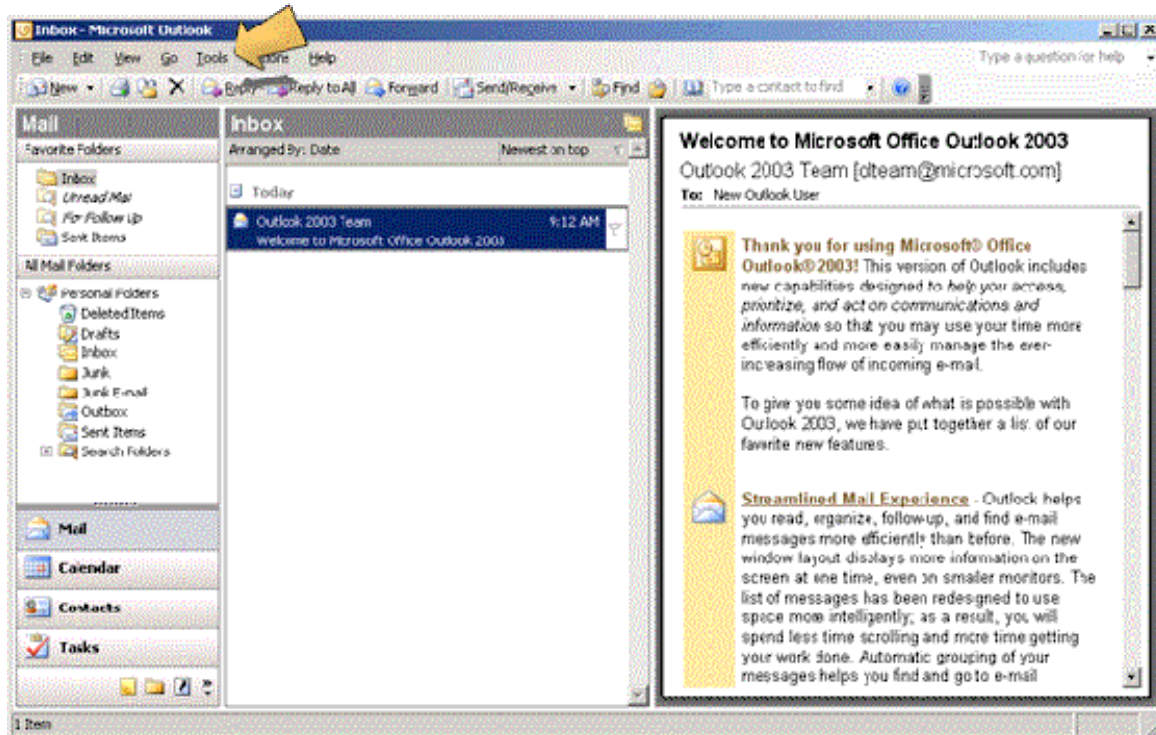 Inbox - Microsoft Outlook
File Edit View Go Tools Help
Type a question for help
New Reply Reply to All Forward Send/Receive Find Type a contact to find
Mail
Favorite Folders
Inbox
Unread Mail
For Follow Up
Sent Items
All Mail Folders
Personal Folders
Deleted Items
Drafts
Inbox
Junk
Junk E-mail
Outbox
Sent Items
Search Folders
Mail
Calendar
Contacts
Tasks
1 Item
Inbox
Arranged By: Date Newest on top
Today
Outlook 2003 Team 9:12 AM
Welcome to Microsoft Office Outlook 2003
Welcome to Microsoft Office Outlook 2003
Outlook 2003 Team [olteam@microsoft.com]
To: New Outlook User
Thank you for using Microsoft® Office
Outlook® 2003! This version of Outlook includes
new capabilities designed to help you access,
prioritize, and act on communications and
information so that you may use your time more
efficiently and more easily manage the ever-
increasing flow of incoming e-mail.
To give you some idea of what is possible with
Outlook 2003, we have put together a list of our
favorite new features.
Streamlined Mail Experience - Outlook helps
you read, organize, follow-up, and find e-mail
messages more efficiently than before. The new
window layout displays more information on the
screen at one time, even on smaller monitors. The
list of messages has been redesigned to use
space more intelligently; as a result, you will
spend less time scrolling and more time getting
your work done. Automatic grouping of your
messages helps you find and go to e-mail